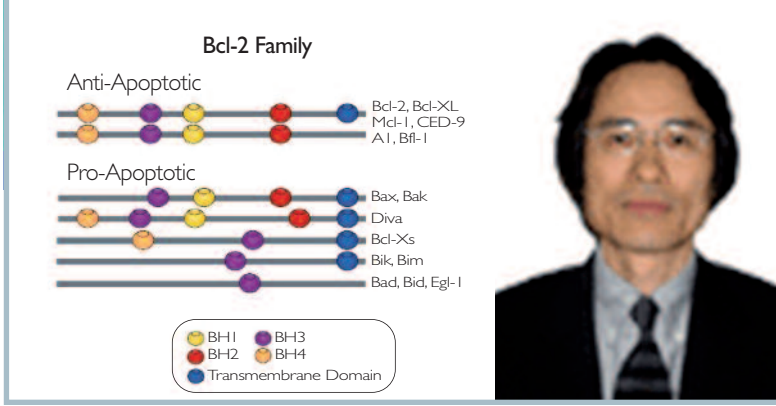 Bcl-2 Family
Anti-Apoptotic
Bcl-2, Bcl-XL
Mcl-1, CED-9
A1, Bfl-1
Pro-Apoptotic
Bax, Bak
Diva
Bcl-Xs
Bik, Bim
Bad, Bid, Egl-1
BH1 BH3
BH2 BH4
Transmembrane Domain